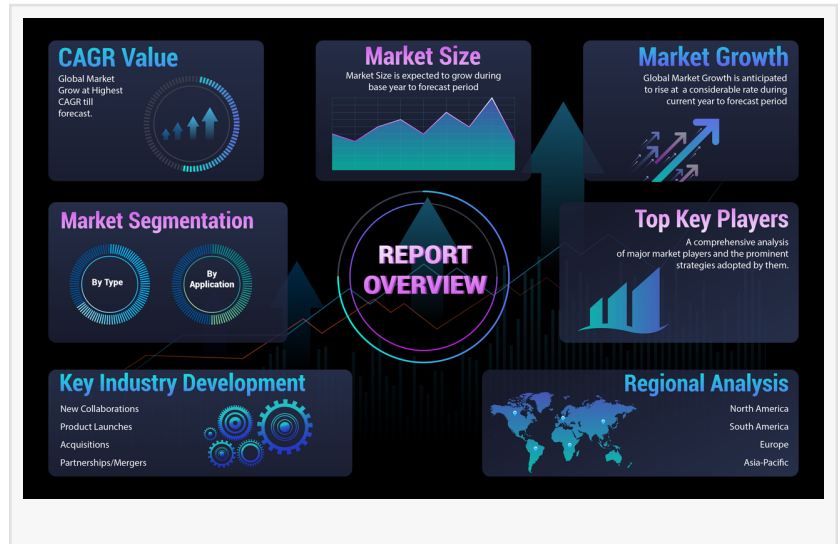 CAGR Value
Global Market
Grow at Highest
CAGR till
forecast.
Market Size
Market Size is expected to grow during
base year to forecast period
Market Growth
Global Market Growth is anticipated
to rise at a considerable rate during
current year to forecast period
Market Segmentation
By Type
By
Application
REPORT
OVERVIEW
Top Key Players
A comprehensive analysis
of major market players and the prominent
strategies adopted by them.
Key Industry Development
New Collaborations
Product Launches
Acquisitions
Partnerships/Mergers
Regional Analysis
North America
South America
Europe
Asia-Pacific